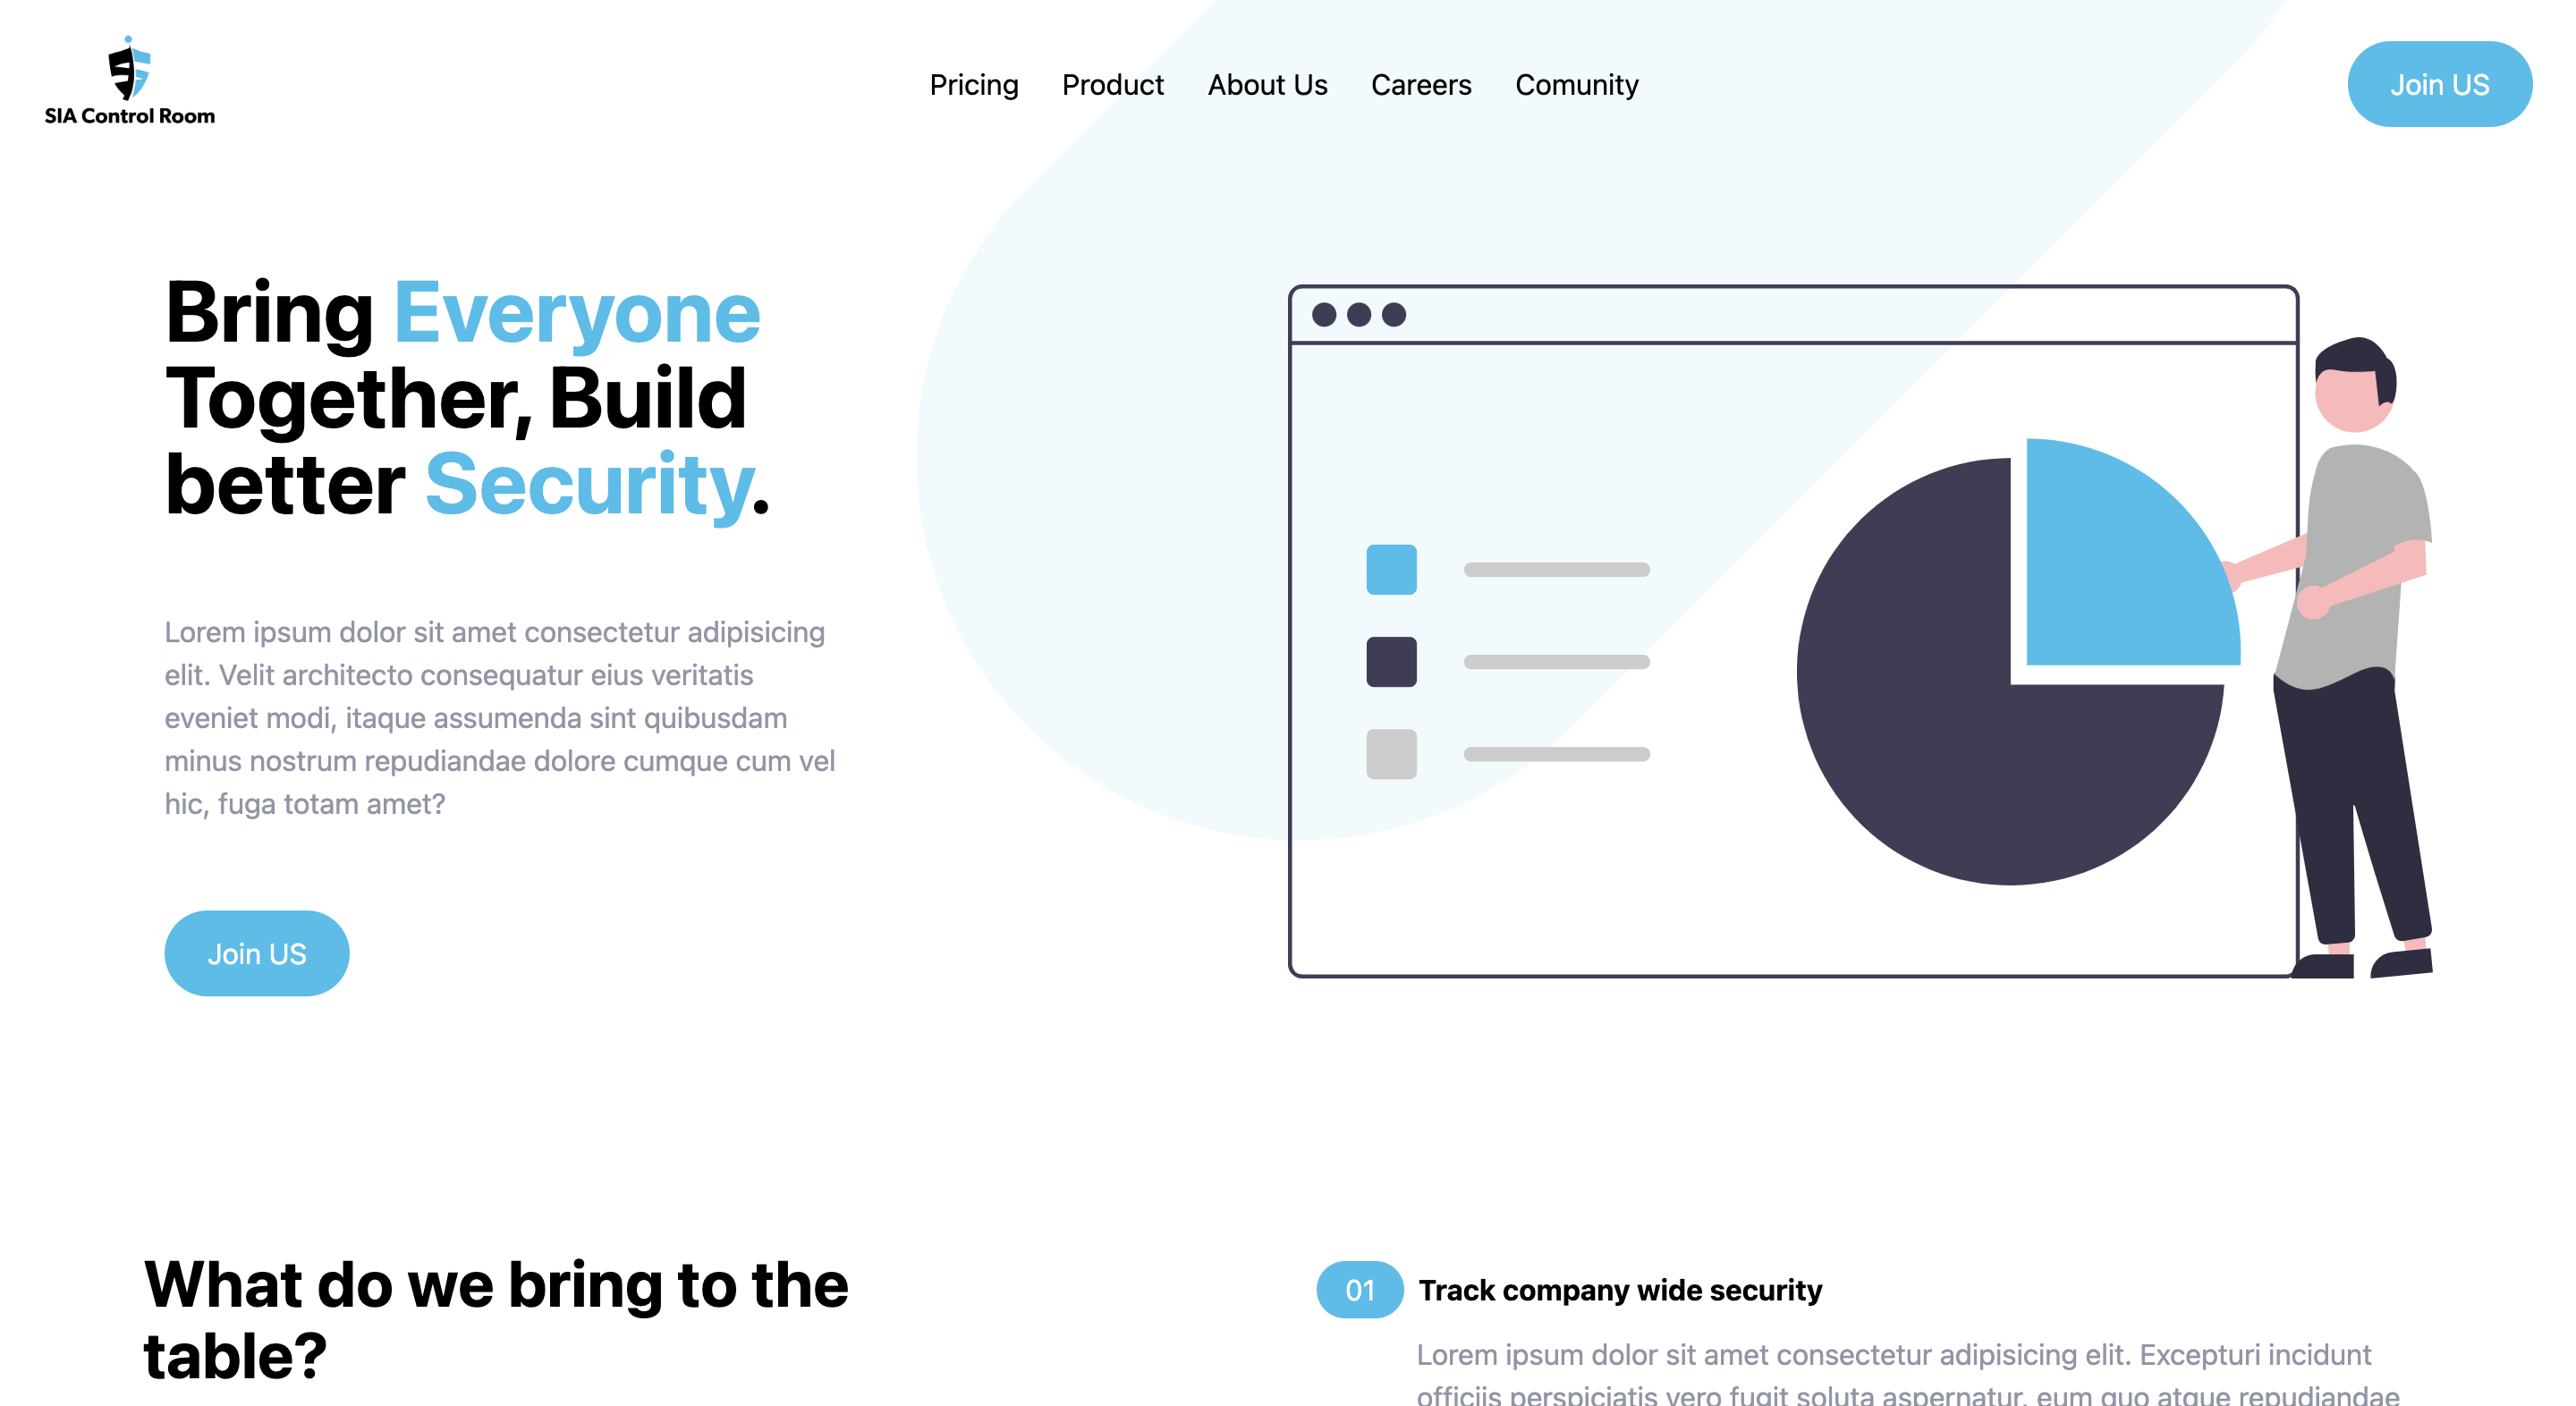 SIA Control Room
Pricing
Product
About Us
Careers
Comunity
Join US
Bring Everyone
Together, Build
better Security.
Lorem ipsum dolor sit amet consectetur adipisicing
elit. Velit architecto consequatur eius veritatis
eveniet modi, itaque assumenda sint quibusdam
minus nostrum repudiandae dolore cumque cum vel
hic, fuga totam amet?
Join US
What do we bring to the
table?
01
Track company wide security
Lorem ipsum dolor sit amet consectetur adipisicing elit. Excepturi incidunt
officiis perspiciatis vero fugit soluta aspernatur, eum quo atque repudiandae